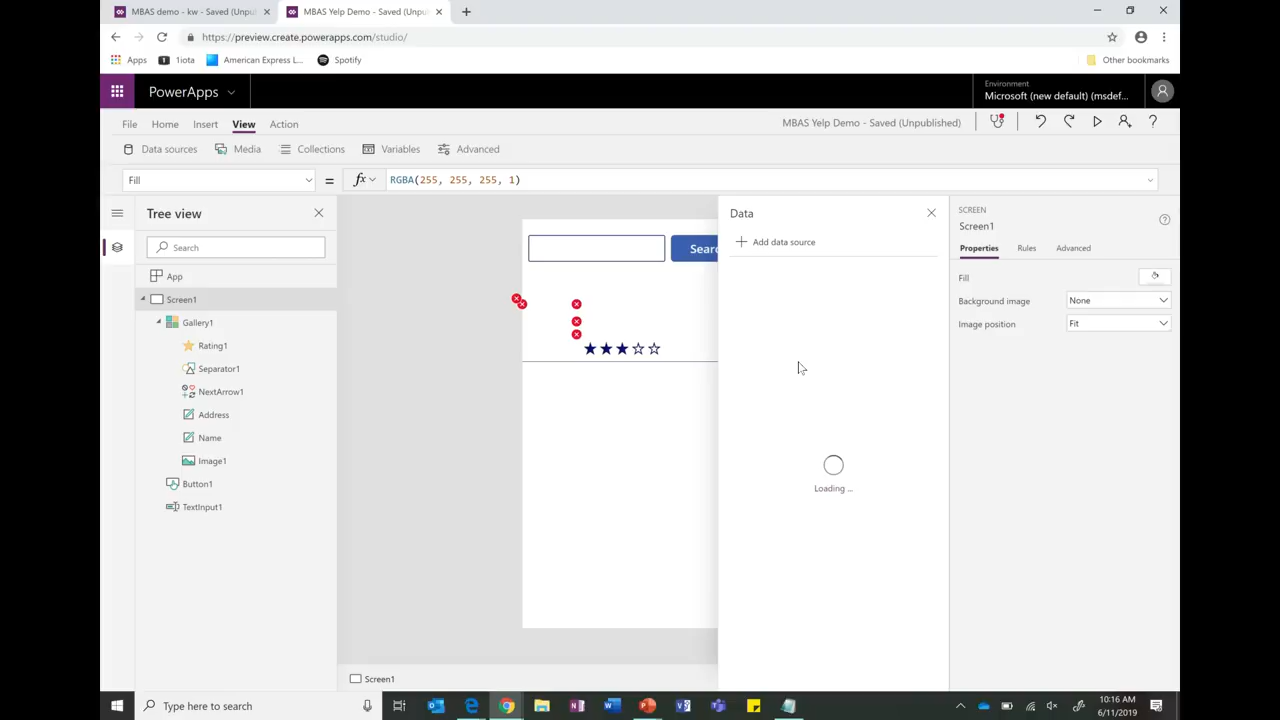 MBAS demo - kw - Saved (Unpu
MBAS Yelp Demo - Saved (Unpu
https://preview.create.powerapps.com/studio/
Apps
1iota
American Express L...
Spotify
Other bookmarks
PowerApps
Environment
Microsoft (new default) (msdef...
File Home Insert View Action
MBAS Yelp Demo - Saved (Unpublished)
Data sources Media Collections Variables Advanced
Fill
= fx RGBA(255, 255, 255, 1)
Tree view
Search
App
Screen1
Gallery1
Rating1
Separator1
NextArrow1
Address
Name
Image1
Button1
TextInput1
Searc
Data
Add data source
Loading ...
SCREEN
Screen1
Properties Rules Advanced
Fill
Background image None
Image position Fit
Screen1
Type here to search
10:16 AM
6/11/2019